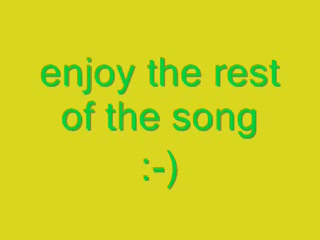 enjoy the rest
of the song
:-)